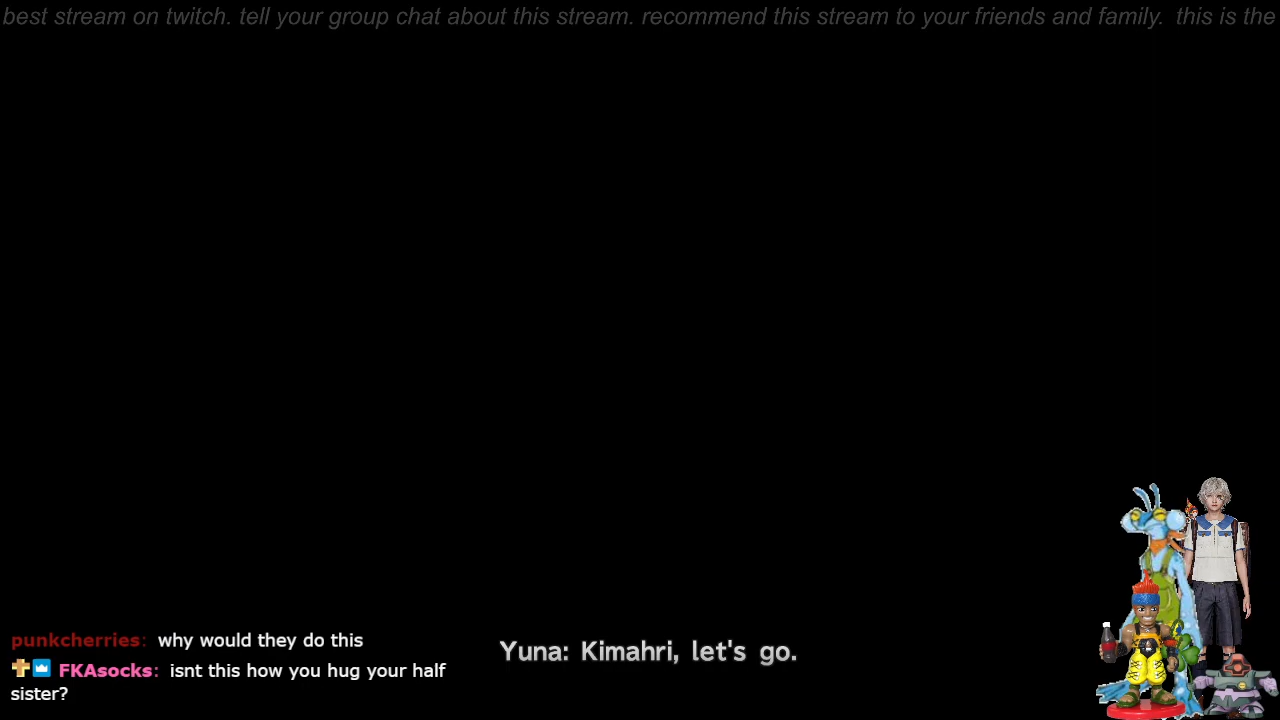 best stream on twitch. tell your group chat about this stream. recommend this stream to your friends and family. this is the
punkcherries: why would they do this
Yuna: Kimahri, let's go.
FKAsocks: isnt this how you hug your half
sister?